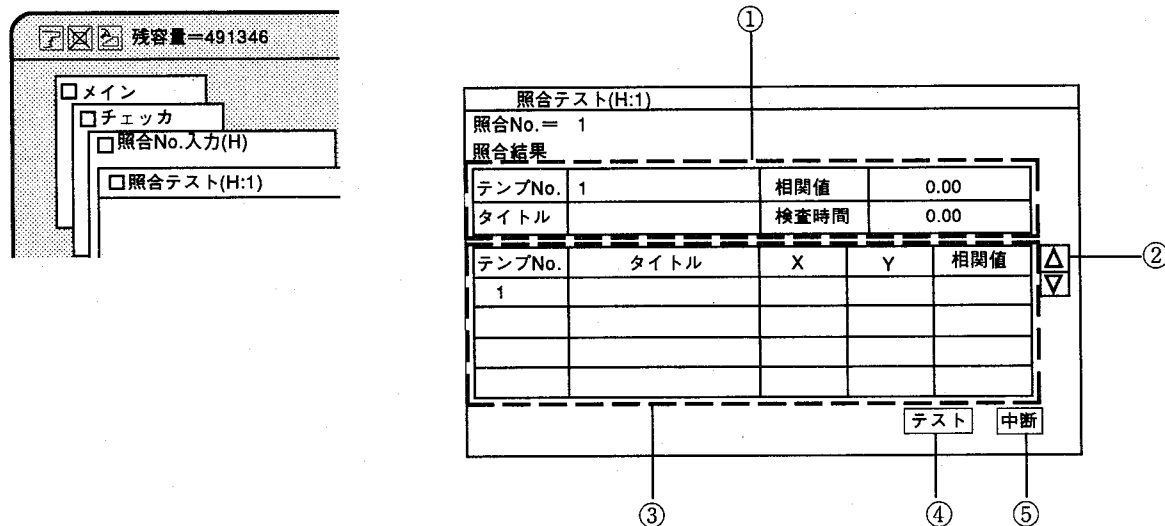 残容量=491346
メイン
チェッカ
照合No.入力(H)
照合テスト(H:1)
①
照合テスト(H:1)
照合No.= 1
照合結果
テンプNo. 1 相関値 0.00
タイトル 検査時間 0.00
②
テンプNo. タイトル X Y 相関値 △
1 ▽
テスト 中断
③ ④ ⑤